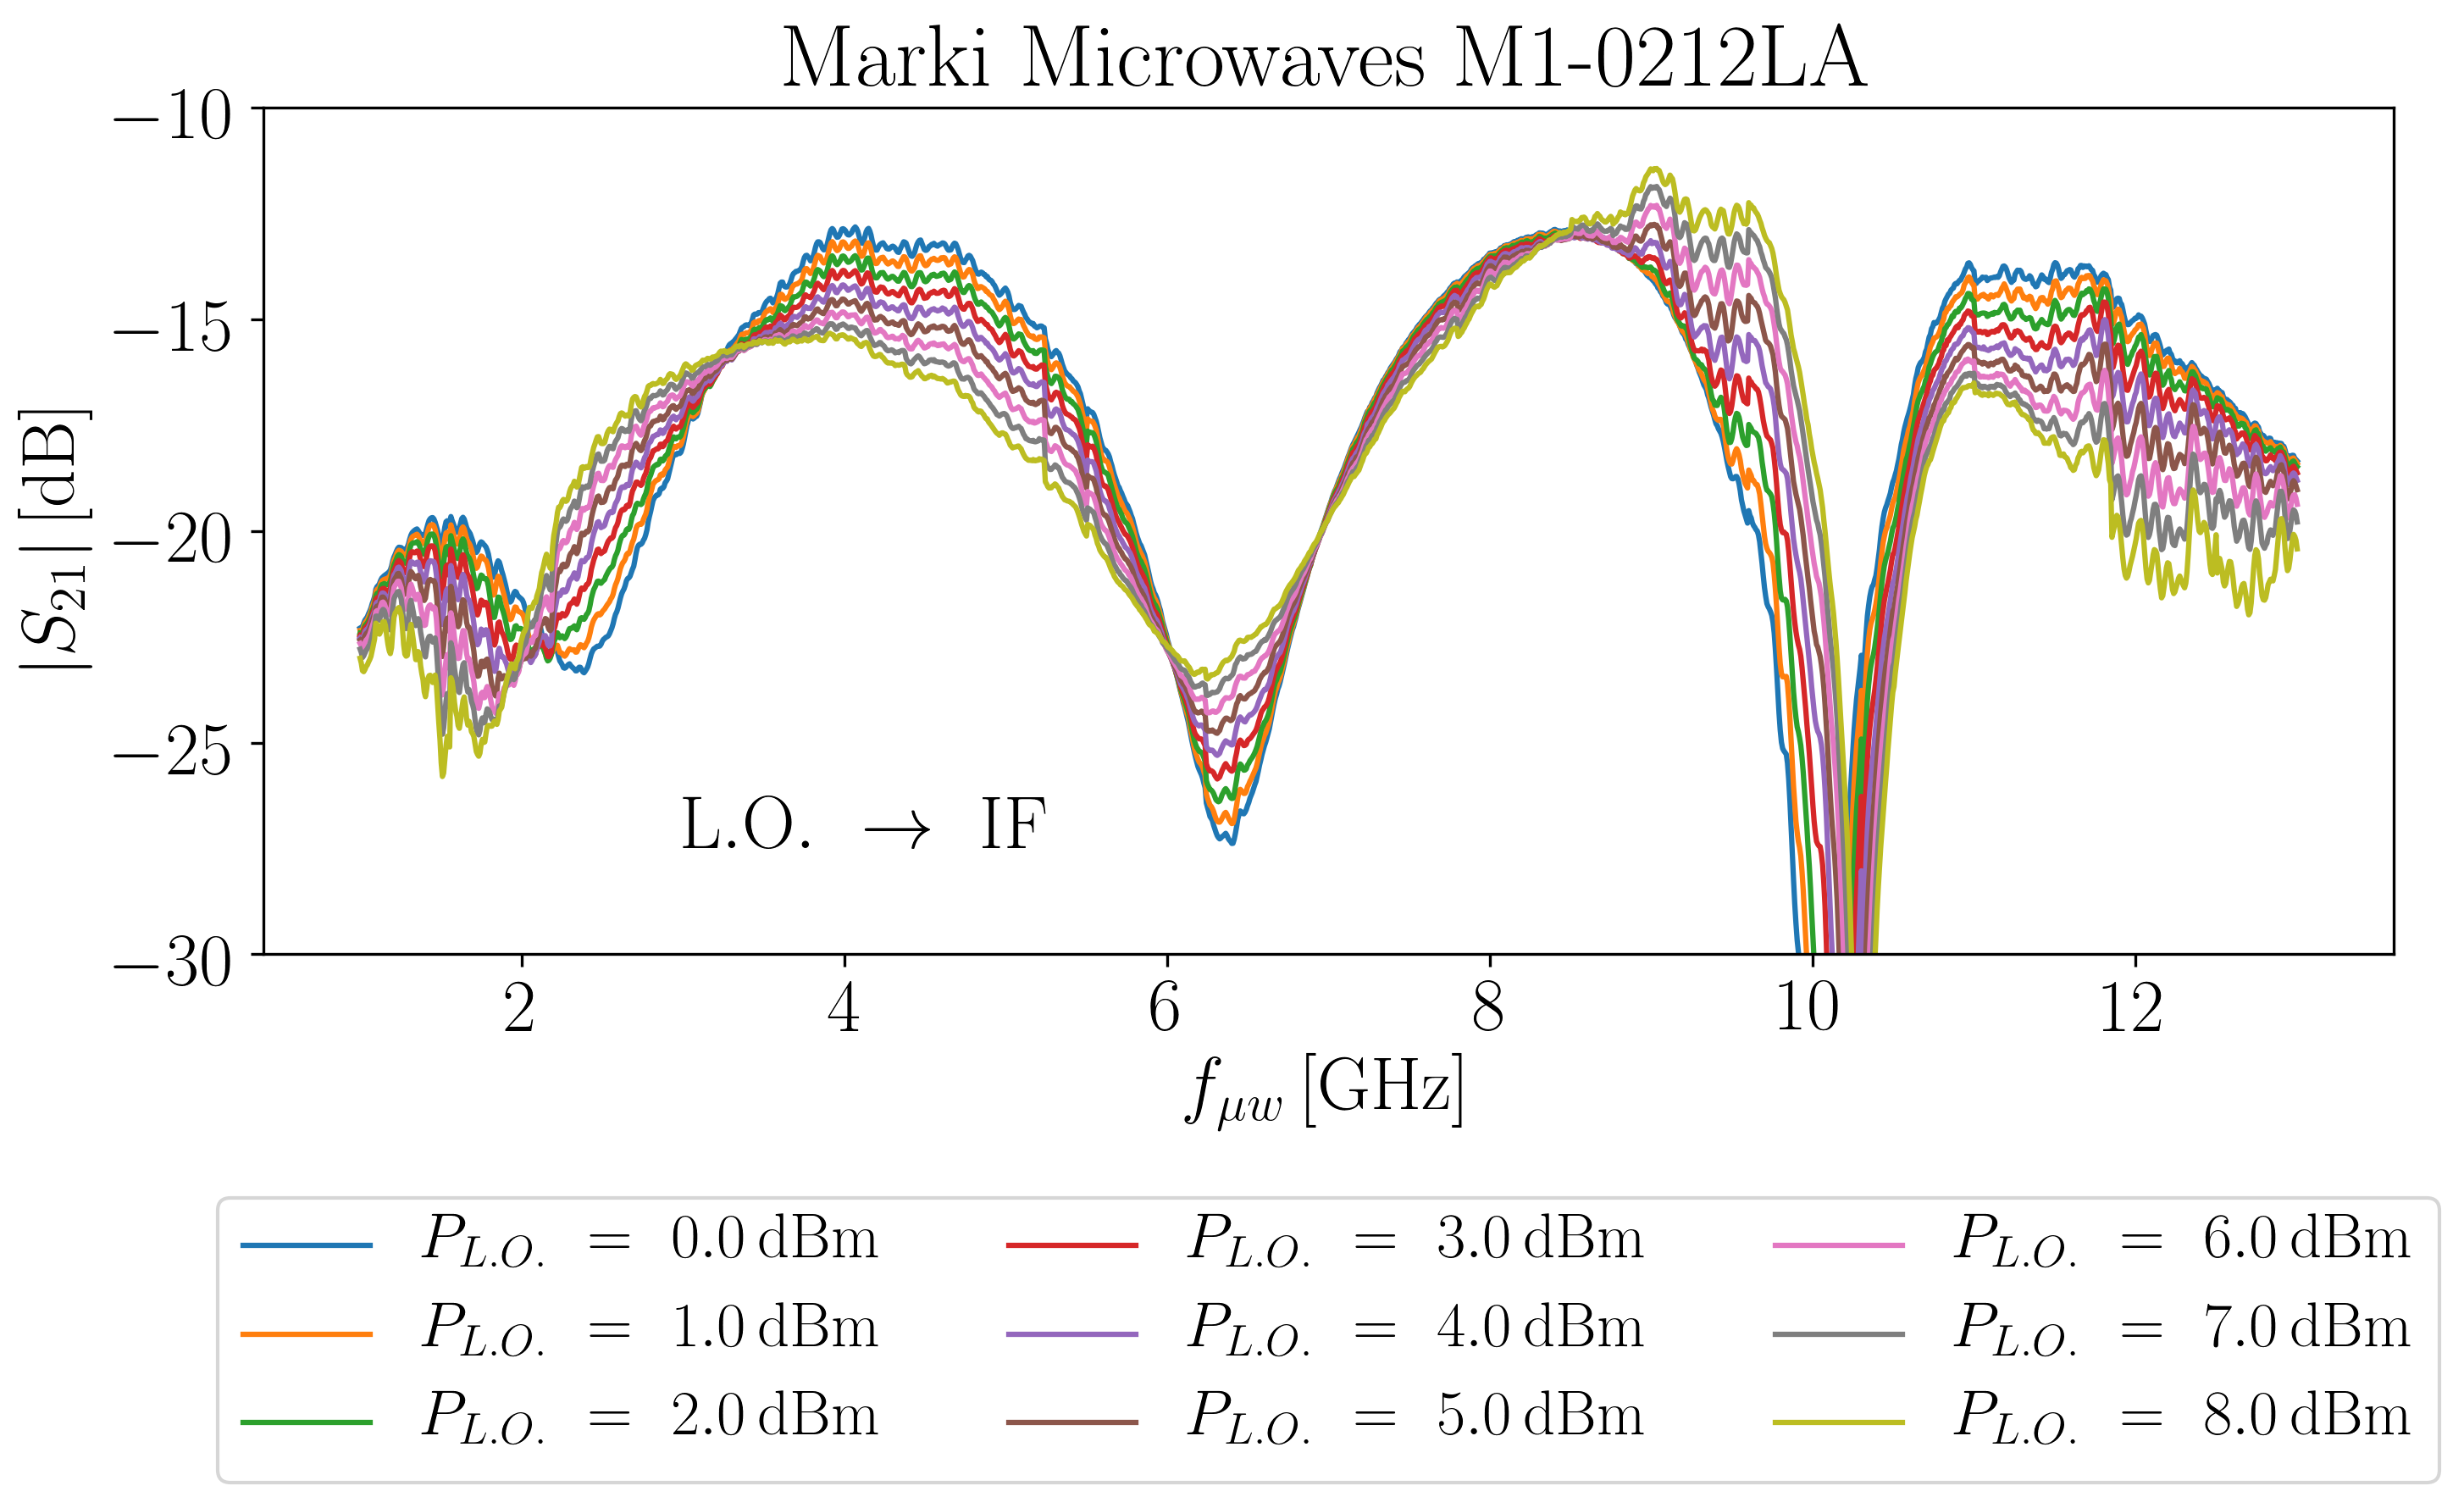 Marki Microwaves M1-0212LA
|S21| [dB]
−10
−15
−20
−25
−30
L.O. → IF
2 4 6 8 10 12
fμw [GHz]
PL.O. = 0.0 dBm PL.O. = 3.0 dBm PL.O. = 6.0 dBm
PL.O. = 1.0 dBm PL.O. = 4.0 dBm PL.O. = 7.0 dBm
PL.O. = 2.0 dBm PL.O. = 5.0 dBm PL.O. = 8.0 dBm